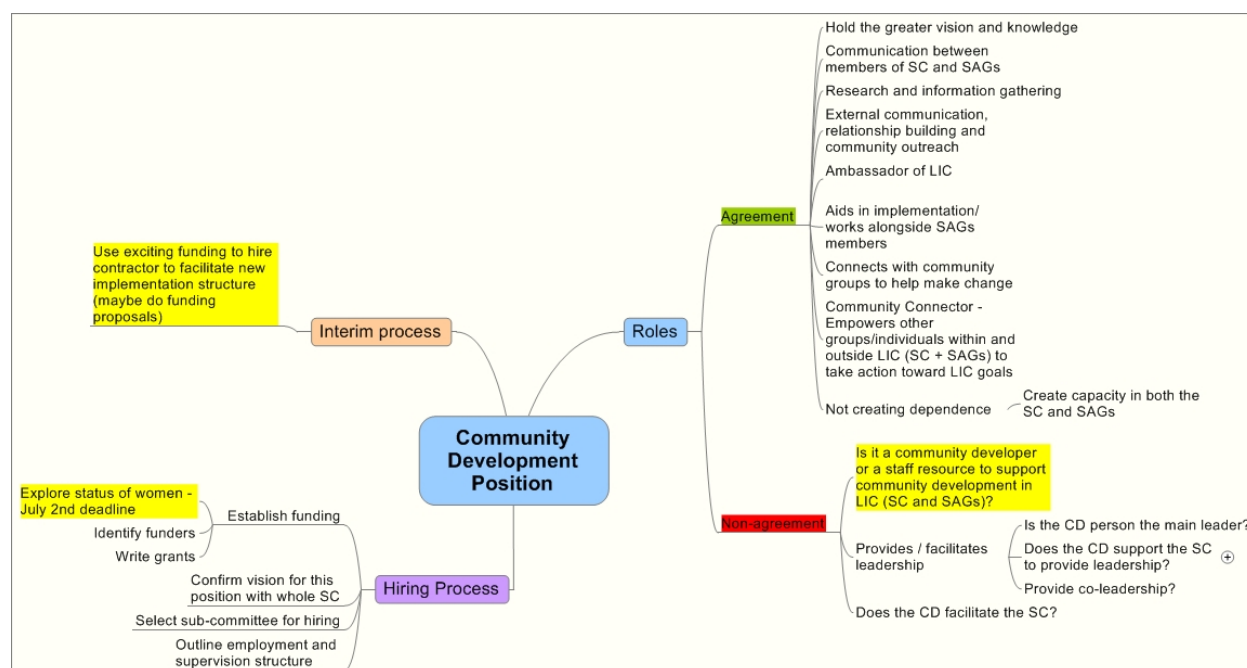 Community
Development
Position
Interim process
Use exciting funding to hire
contractor to facilitate new
implementation structure
(maybe do funding
proposals)
Hiring Process
Establish funding
Explore status of women -
July 2nd deadline
Identify funders
Write grants
Confirm vision for this
position with whole SC
Select sub-committee for hiring
Outline employment and
supervision structure
Roles
Agreement
Hold the greater vision and knowledge
Communication between
members of SC and SAGs
Research and information gathering
External communication,
relationship building and
community outreach
Ambassador of LIC
Aids in implementation/
works alongside SAGs
members
Connects with community
groups to help make change
Community Connector -
Empowers other
groups/individuals within and
outside LIC (SC + SAGs) to
take action toward LIC goals
Not creating dependence
Create capacity in both the
SC and SAGs
Non-agreement
Is it a community developer
or a staff resource to support
community development in
LIC (SC and SAGs)?
Provides / facilitates
leadership
Is the CD person the main leader?
Does the CD support the SC
to provide leadership?
Provide co-leadership?
Does the CD facilitate the SC?